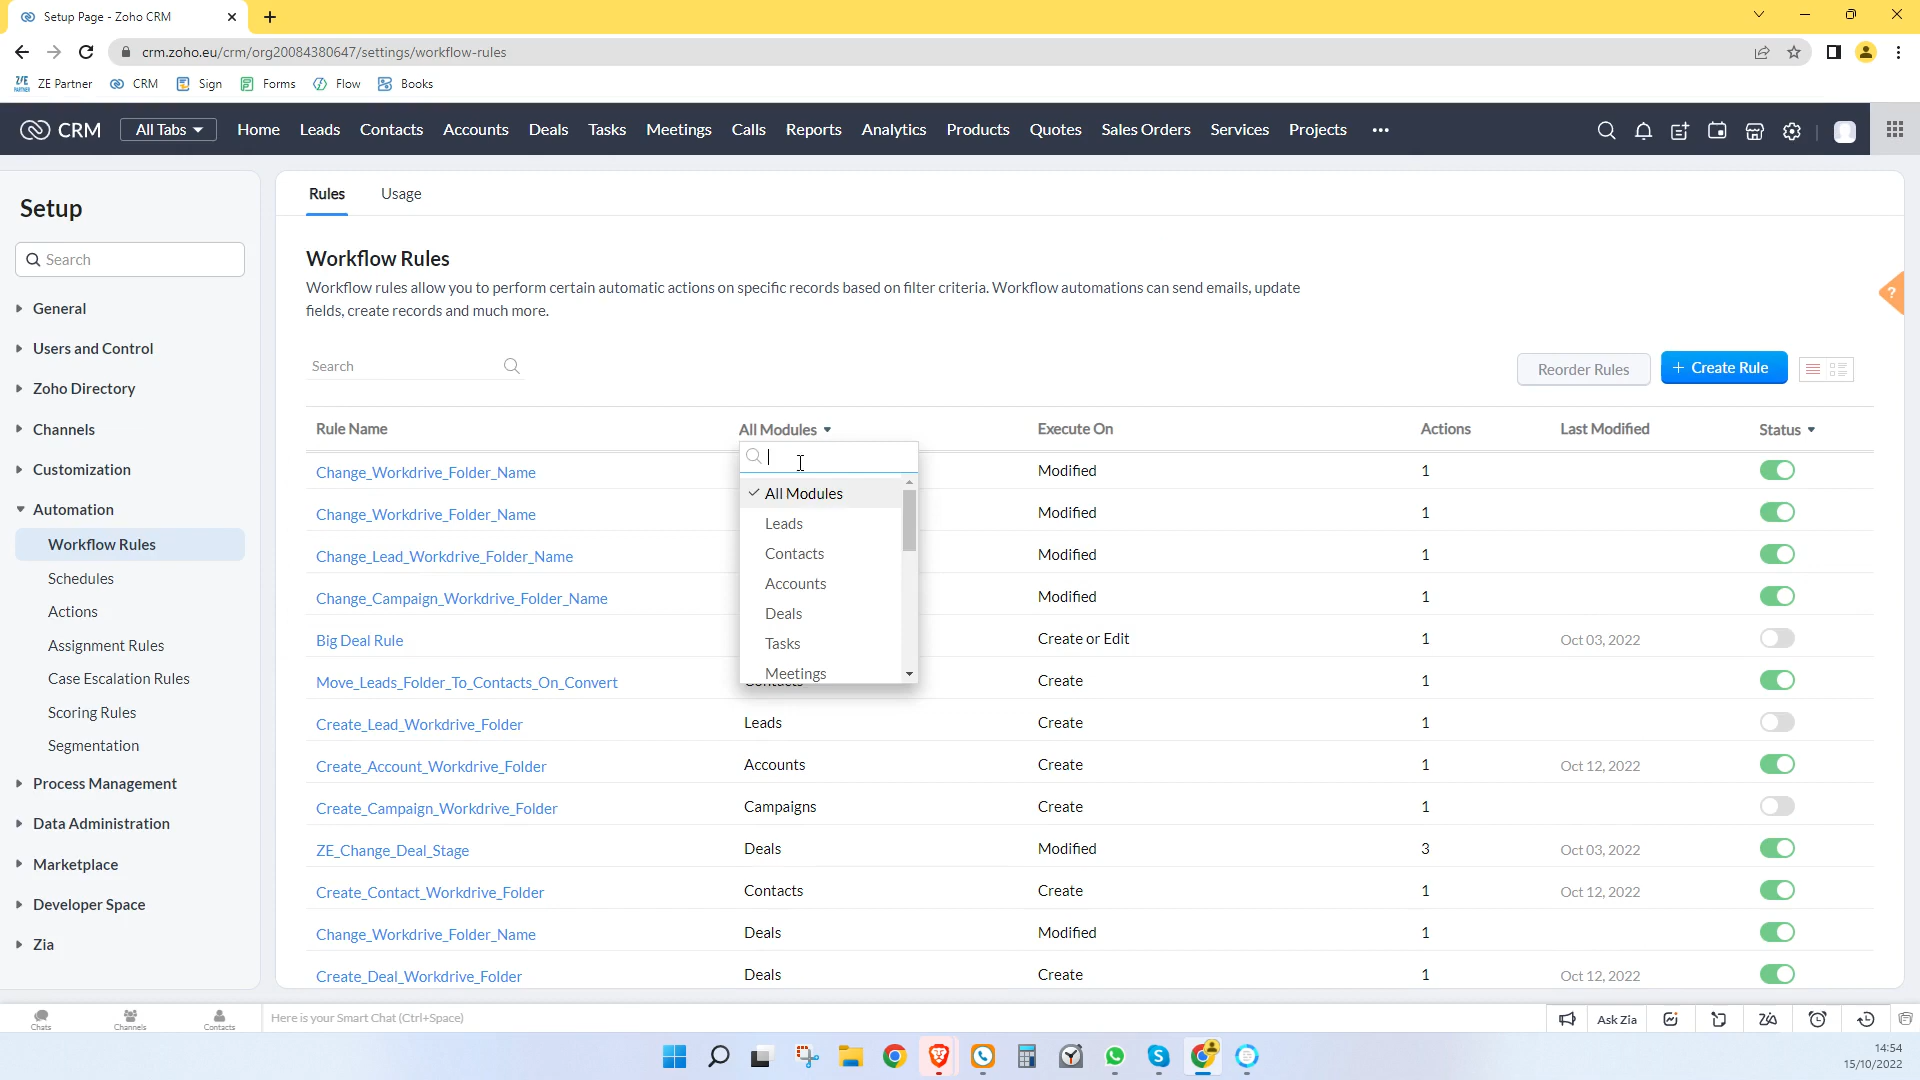 Setup Page - Zoho CRM
crm.zoho.eu/crm/org20084380647/settings/workflow-rules
ZE Partner CRM Sign Forms Flow Books
CRM All Tabs Home Leads Contacts Accounts Deals Tasks Meetings Calls Reports Analytics Products Quotes Sales Orders Services Projects
Setup
Search
General
Users and Control
Zoho Directory
Channels
Customization
Automation
Workflow Rules
Schedules
Actions
Assignment Rules
Case Escalation Rules
Scoring Rules
Segmentation
Process Management
Data Administration
Marketplace
Developer Space
Zia
Rules Usage
Workflow Rules
Workflow rules allow you to perform certain automatic actions on specific records based on filter criteria. Workflow automations can send emails, update
fields, create records and much more.
?
Search
Reorder Rules + Create Rule
Rule Name All Modules Execute On Actions Last Modified Status
All Modules
Leads
Contacts
Accounts
Deals
Tasks
Meetings
Change_Workdrive_Folder_Name Modified 1
Change_Workdrive_Folder_Name Modified 1
Change_Lead_Workdrive_Folder_Name Modified 1
Change_Campaign_Workdrive_Folder_Name Modified 1
Big Deal Rule Create or Edit 1 Oct 03, 2022
Move_Leads_Folder_To_Contacts_On_Convert Contacts Create 1
Create_Lead_Workdrive_Folder Leads Create 1
Create_Account_Workdrive_Folder Accounts Create 1 Oct 12, 2022
Create_Campaign_Workdrive_Folder Campaigns Create 1
ZE_Change_Deal_Stage Deals Modified 3 Oct 03, 2022
Create_Contact_Workdrive_Folder Contacts Create 1 Oct 12, 2022
Change_Workdrive_Folder_Name Deals Modified 1
Create_Deal_Workdrive_Folder Deals Create 1 Oct 12, 2022
Chats Channels Contacts
Here is your Smart Chat (Ctrl+Space)
Ask Zia
14:54
15/10/2022